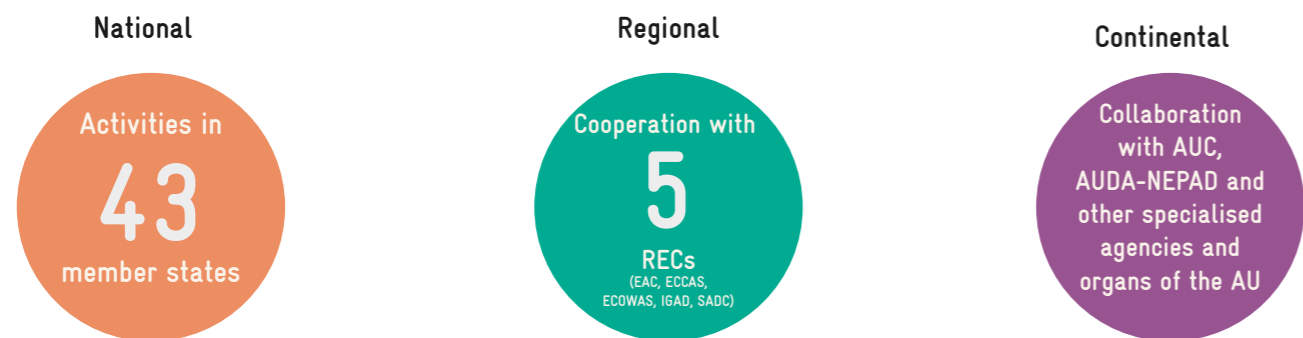 National
Activities in
43
member states
Regional
Cooperation with
5
RECs
(EAC, ECCAS,
ECOWAS, IGAD, SADC)
Continental
Collaboration
with AUC,
AUDA-NEPAD and
other specialised
agencies and
organs of the AU